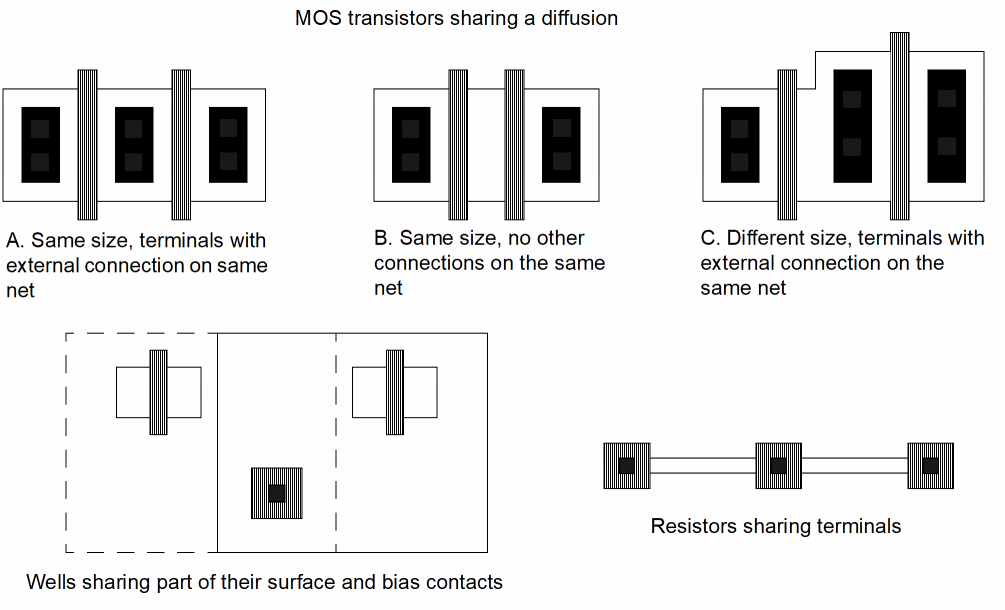 MOS transistors sharing a diffusion
A. Same size, terminals with
external connection on same
net
B. Same size, no other
connections on the same
net
C. Different size, terminals with
external connection on the
same net
Resistors sharing terminals
Wells sharing part of their surface and bias contacts